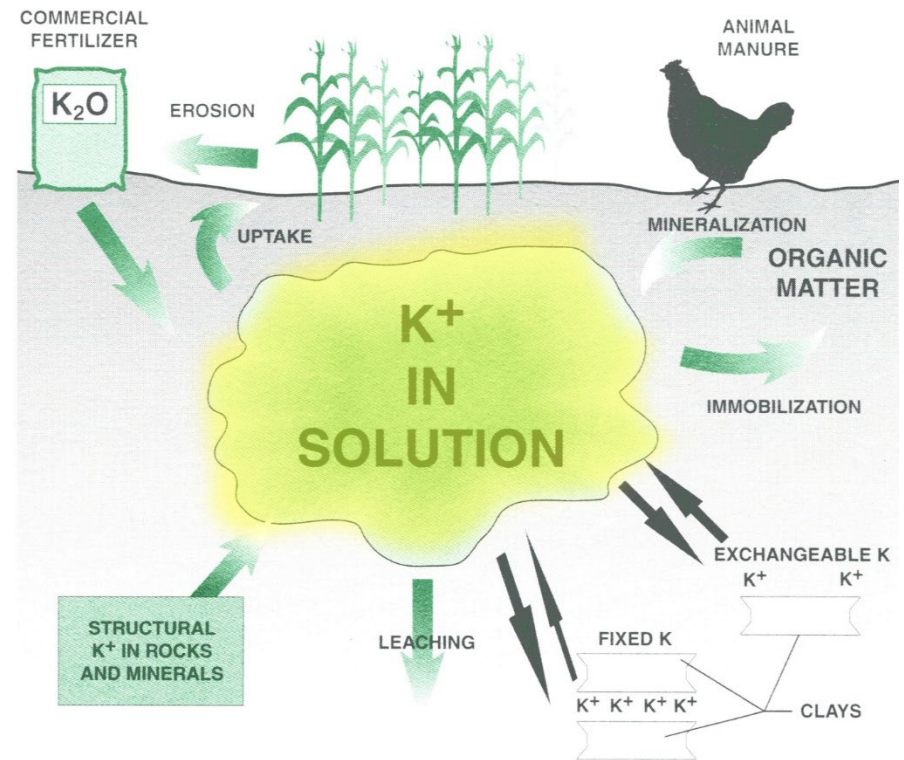 COMMERCIAL
FERTILIZER
K₂O
EROSION
ANIMAL
MANURE
UPTAKE
MINERALIZATION
ORGANIC
MATTER
K⁺
IN
SOLUTION
IMMOBILIZATION
EXCHANGEABLE K
K⁺ K⁺
STRUCTURAL
K⁺ IN ROCKS
AND MINERALS
LEACHING
FIXED K
K⁺ K⁺ K⁺ K⁺
CLAYS